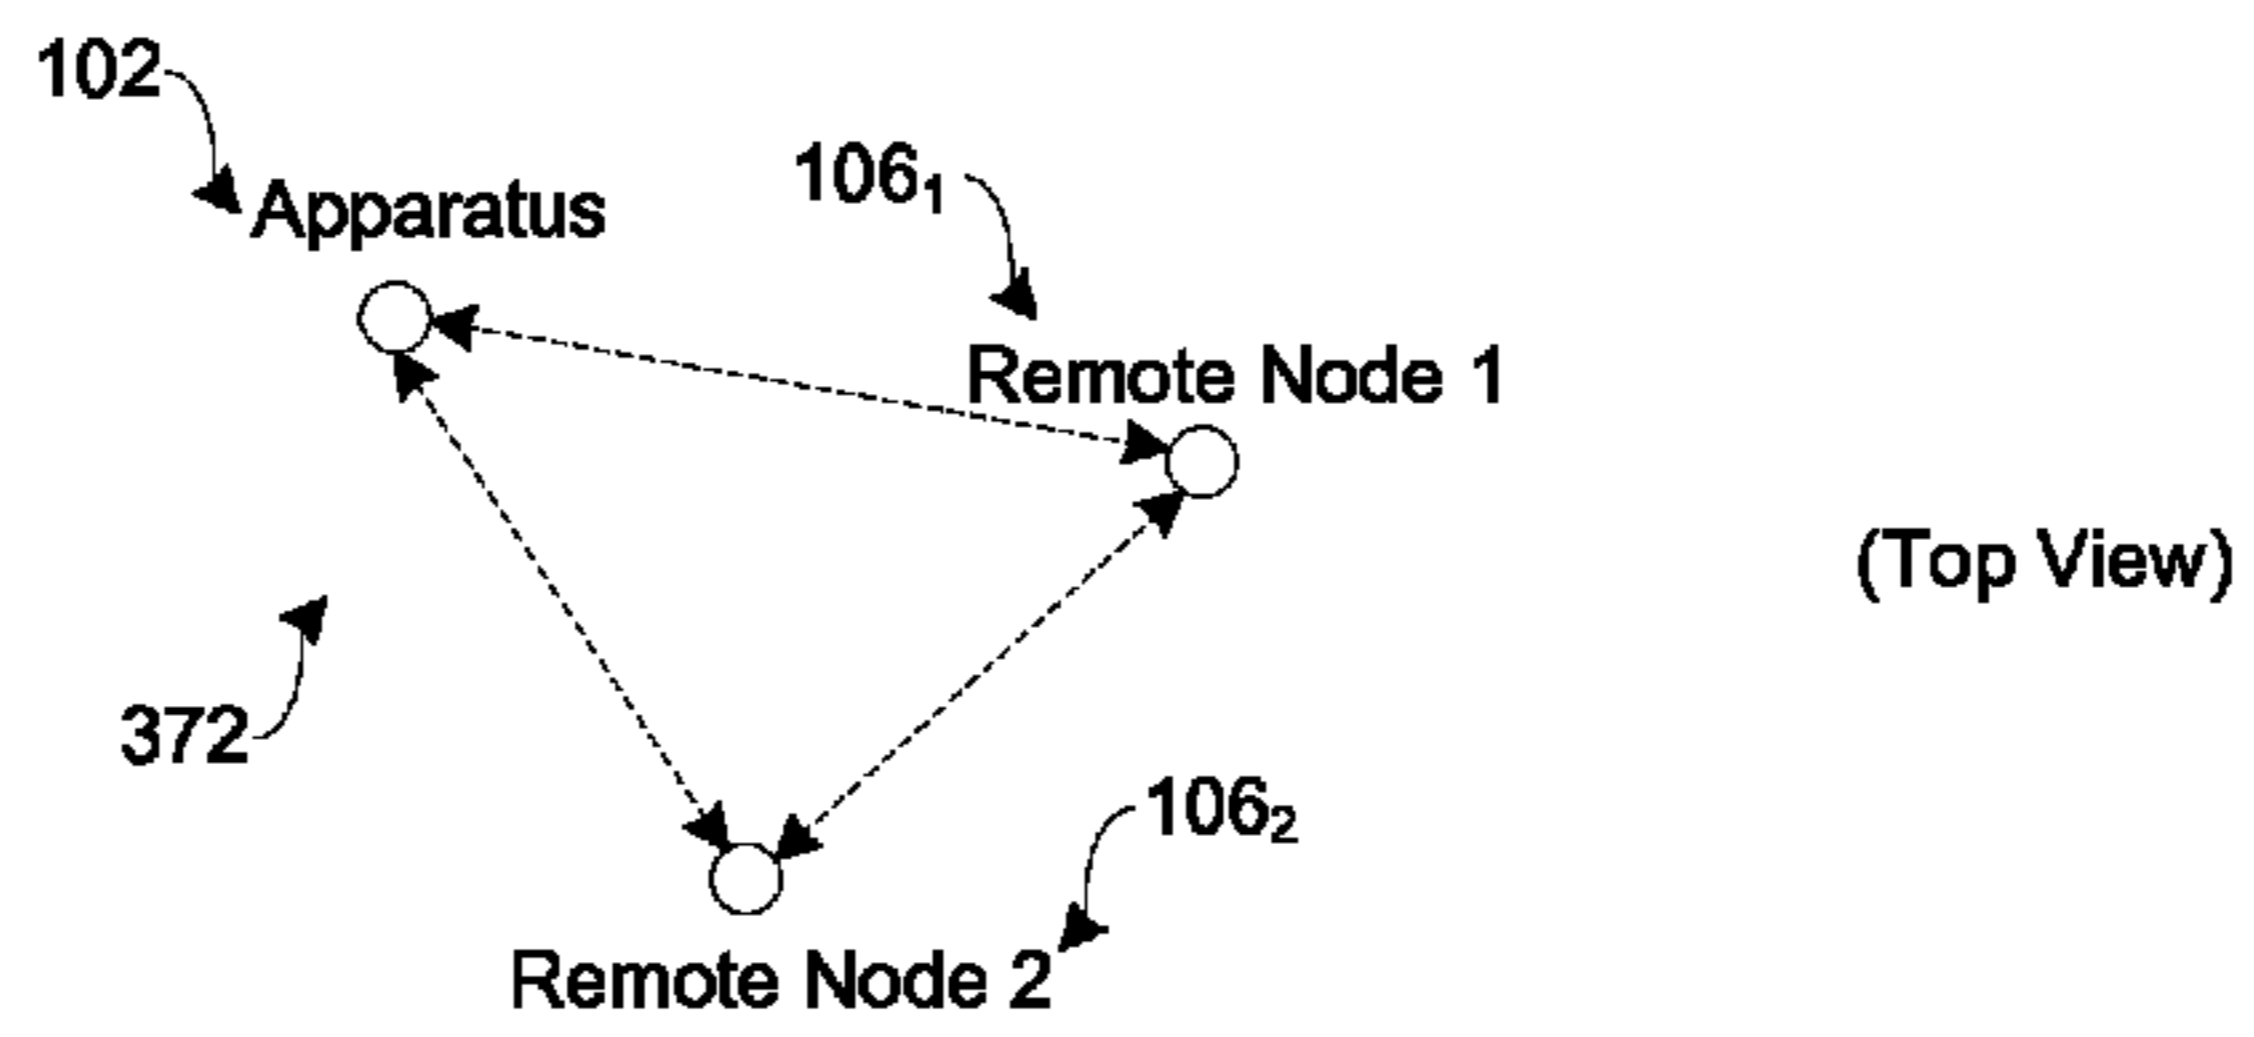 102
Apparatus
106₁
Remote Node 1
(Top View)
372
106₂
Remote Node 2